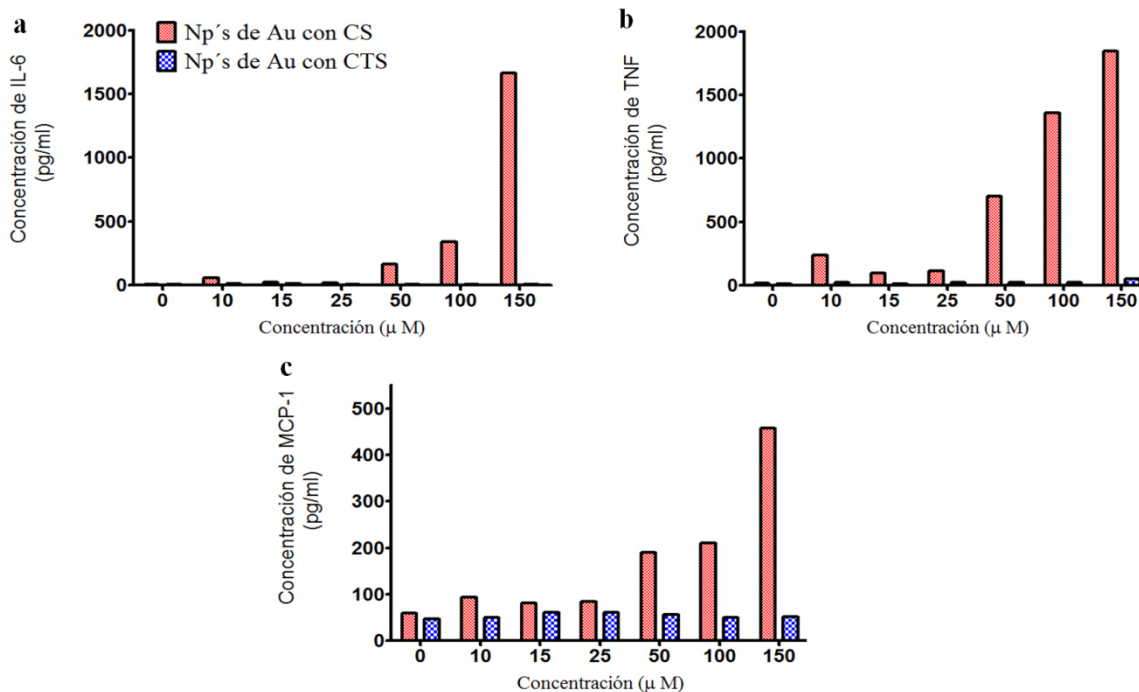 a
Concentración de IL-6
(pg/ml)
2000
1500
1000
500
0
Np´s de Au con CS
Np´s de Au con CTS
0 10 15 25 50 100 150
Concentración (μ M)
b
Concentración de TNF
(pg/ml)
2000
1500
1000
500
0
0 10 15 25 50 100 150
Concentración (μ M)
c
Concentración de MCP-1
(pg/ml)
500
400
300
200
100
0
0 10 15 25 50 100 150
Concentración (μ M)